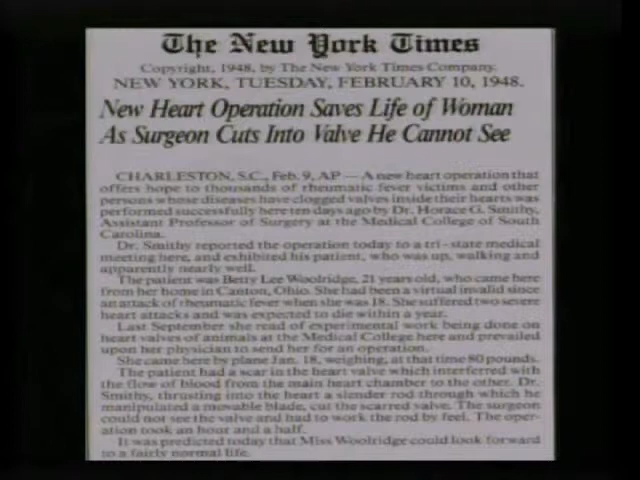 The New York Times
Copyright, 1948, by The New York Times Company.
NEW YORK, TUESDAY, FEBRUARY 10, 1948.
New Heart Operation Saves Life of Woman
As Surgeon Cuts Into Valve He Cannot See
CHARLESTON, S.C., Feb. 9, AP — A new heart operation that
offers hope to thousands of rheumatic fever victims and other
persons whose diseases have clogged valves inside their hearts was
performed successfully here ten days ago by Dr. Horace G. Smithy,
Assistant Professor of Surgery at the Medical College of South
Carolina.
Dr. Smithy reported the operation today to a tri-state medical
meeting here, and exhibited his patient, who was up, walking and
apparently nearly well.
The patient was Betty Lee Woolridge, 21 years old, who came here
from her home in Canton, Ohio. She had been a virtual invalid since
an attack of rheumatic fever when she was 18. She suffered two severe
heart attacks and was expected to die within a year.
Last September she read of experimental work being done on
heart valves of animals at the Medical College here and prevailed
upon her physician to send her for an operation.
She came here by plane Jan. 18, weighing, at that time 80 pounds.
The patient had a scar in the heart valve which interferred with
the flow of blood from the main heart chamber to the other. Dr.
Smithy, thrusting into the heart a slender rod through which he
manipulated a movable blade, cut the scarred valve. The surgeon
could not see the valve and had to work the rod by feel. The oper-
ation took an hour and a half.
It was predicted today that Miss Woolridge could look forward
to a fairly normal life.